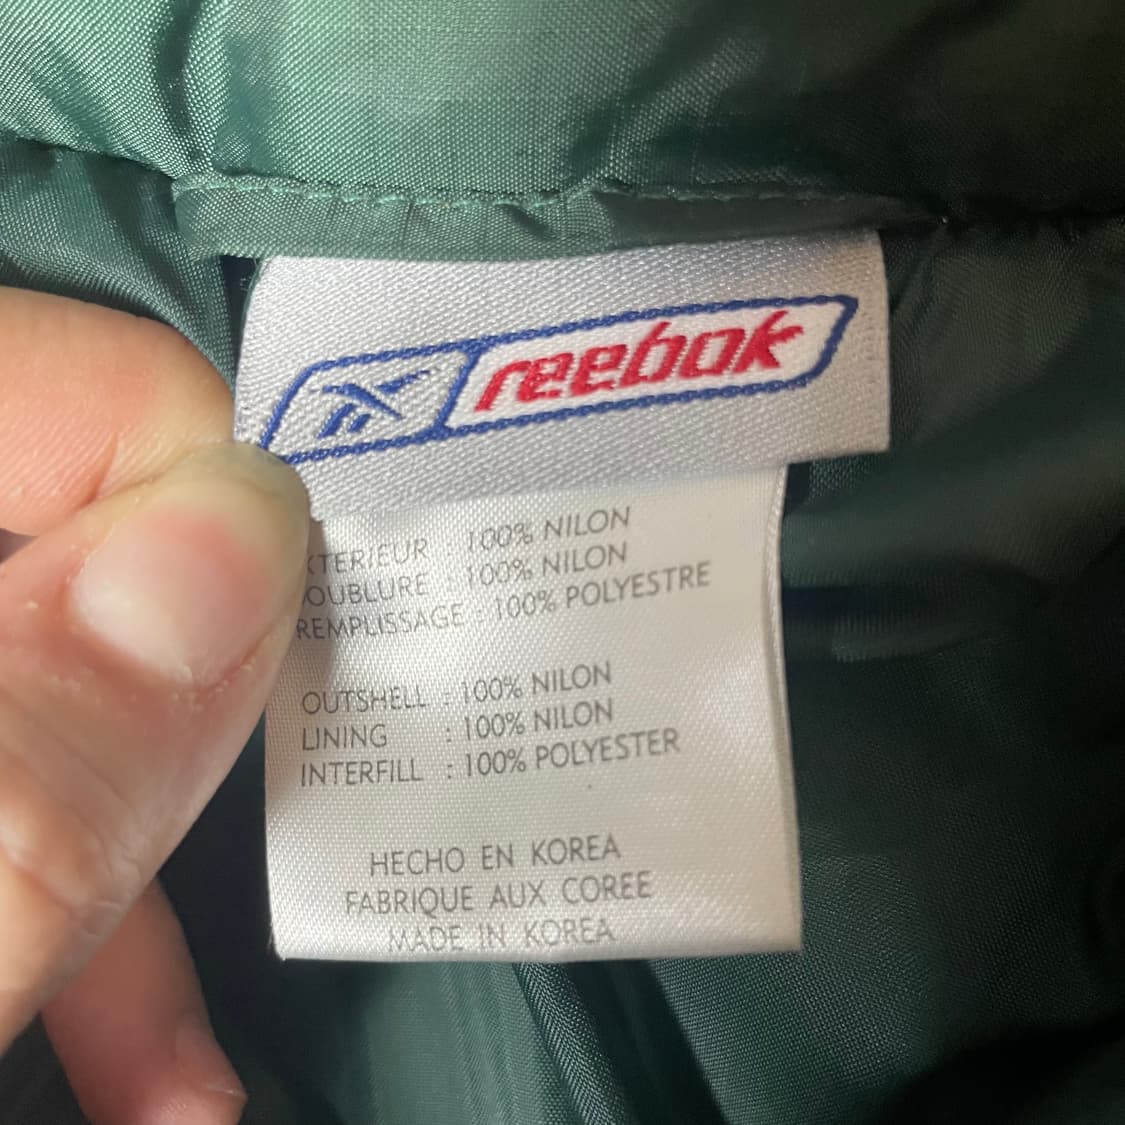 reebok
XTERIEUR : 100% NILON
OUBLURE : 100% NILON
REMPLISSAGE : 100% POLYESTRE
OUTSHELL : 100% NILON
LINING : 100% NILON
INTERFILL : 100% POLYESTER
HECHO EN KOREA
FABRIQUE AUX COREE
MADE IN KOREA